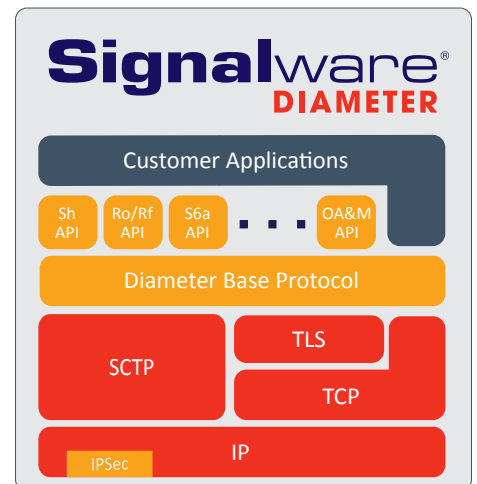 Signalware®
DIAMETER
Customer Applications
Sh
API
Ro/Rf
API
S6a
API
...
OA&M
API
Diameter Base Protocol
SCTP
TLS
TCP
IP
IPSec